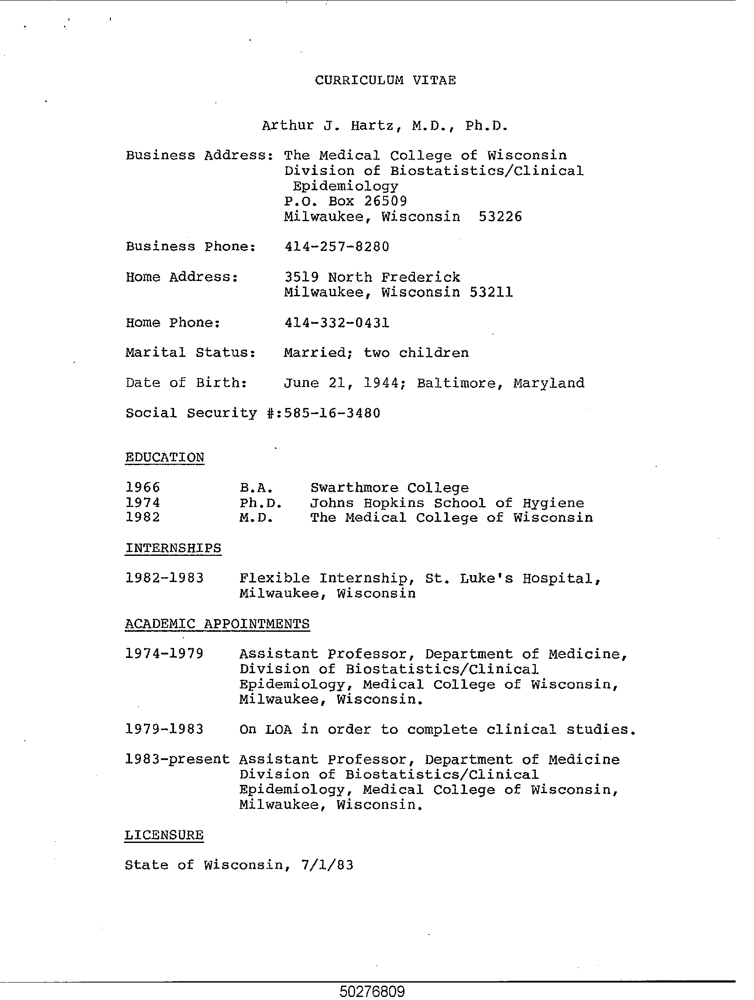 CURRICULUM VITAE
Arthur J. Hartz, M.D., Ph.D.
Business Address: The Medical College of Wisconsin
Division of Biostatistics/Clinical
Epidemiology
P.O. Box 26509
Milwaukee, Wisconsin 53226
Business Phone: 414-257-8280
Home Address: 3519 North Frederick
Milwaukee, Wisconsin 53211
Home Phone: 414-332-0431
Marital Status: Married; two children
Date of Birth: June 21, 1944; Baltimore, Maryland
Social Security #:585-16-3480
EDUCATION
1966 B.A. Swarthmore College
1974 Ph.D. Johns Hopkins School of Hygiene
1982 M.D. The Medical College of Wisconsin
INTERNSHIPS
1982-1983 Flexible Internship, St. Luke's Hospital,
Milwaukee, Wisconsin
ACADEMIC APPOINTMENTS
1974-1979 Assistant Professor, Department of Medicine,
Division of Biostatistics/Clinical
Epidemiology, Medical College of Wisconsin,
Milwaukee, Wisconsin.
1979-1983 On LOA in order to complete clinical studies.
1983-present Assistant Professor, Department of Medicine
Division of Biostatistics/Clinical
Epidemiology, Medical College of Wisconsin,
Milwaukee, Wisconsin.
LICENSURE
State of Wisconsin, 7/1/83
50276809